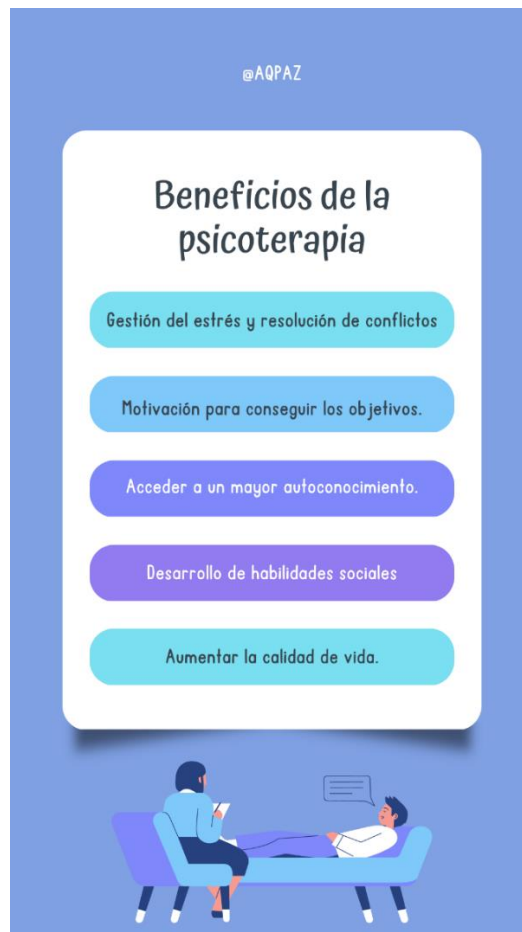 @AQPAZ
Beneficios de la
psicoterapia
Gestión del estrés y resolución de conflictos
Motivación para conseguir los objetivos.
Acceder a un mayor autoconocimiento.
Desarrollo de habilidades sociales
Aumentar la calidad de vida.